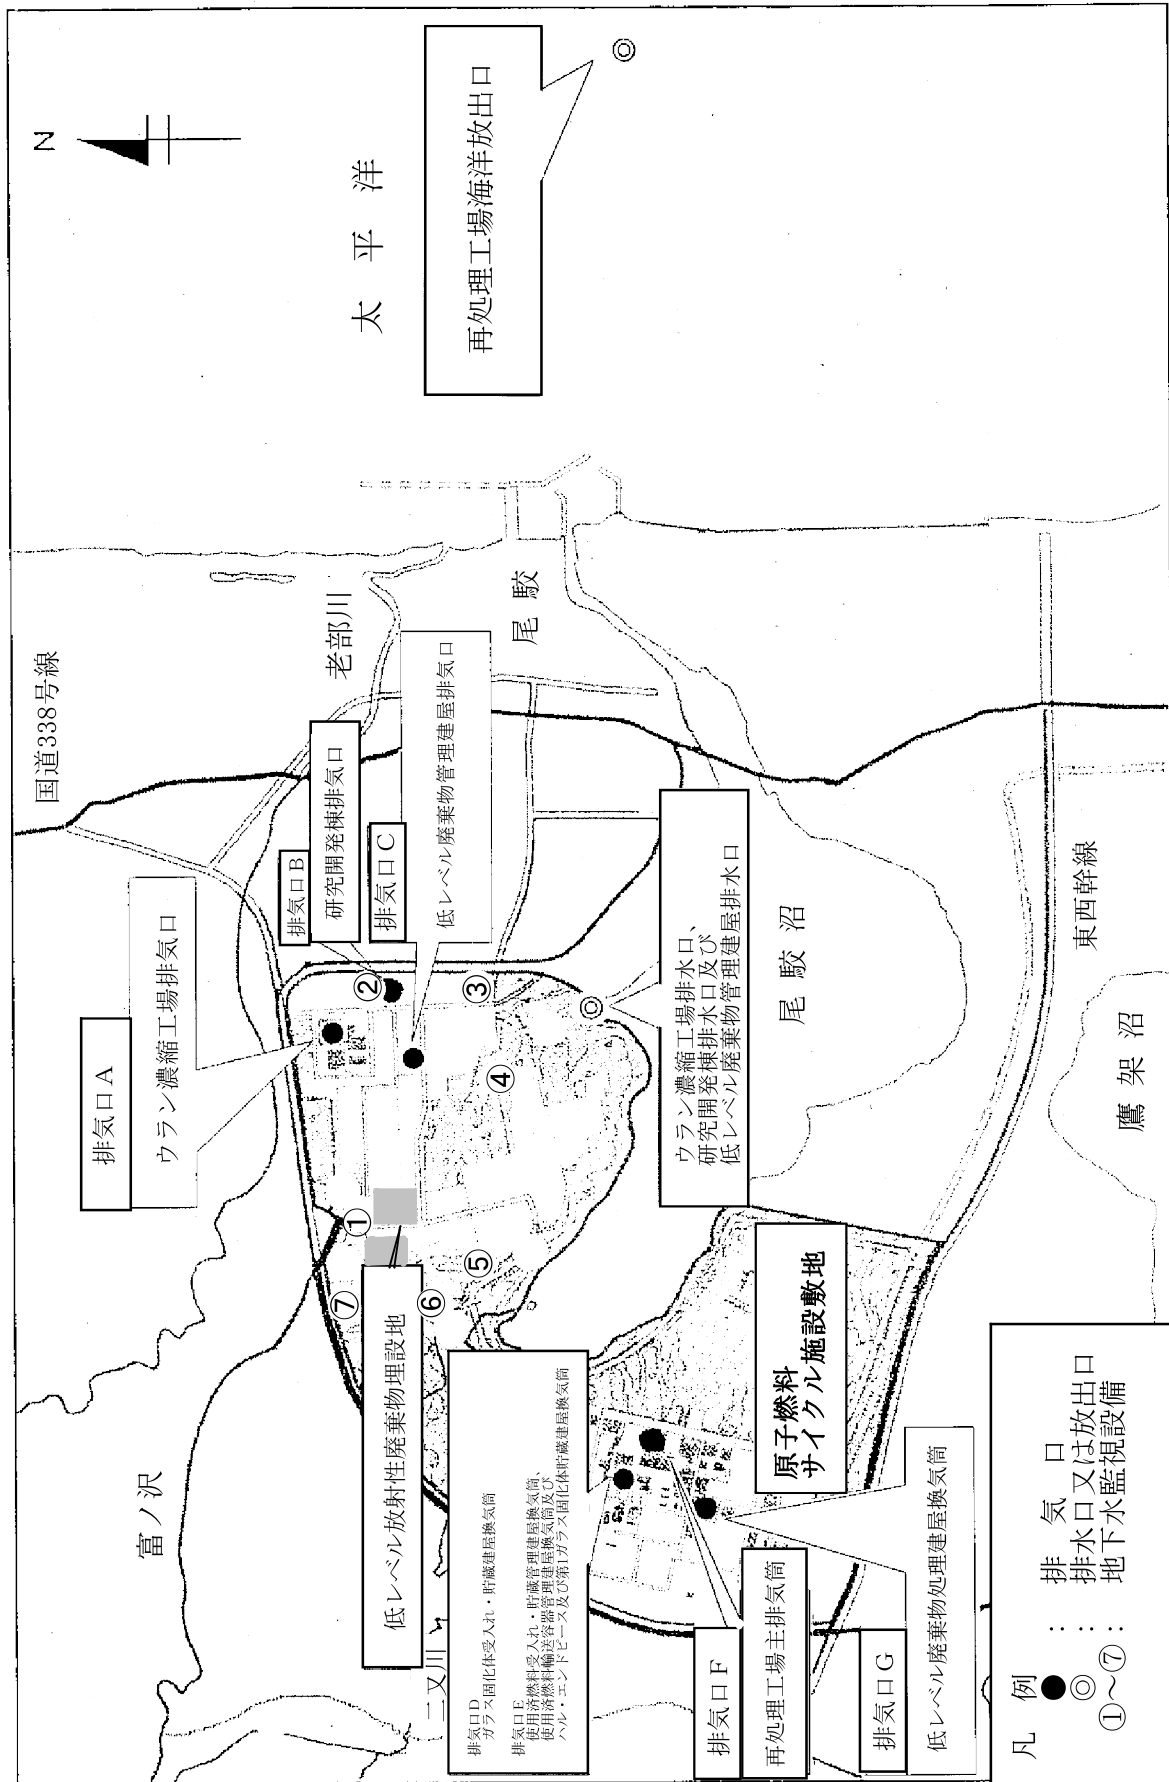 N
国道338号線
太平洋
再処理工場海洋放出口
老部川
尾駮
排気口A
ウラン濃縮工場排気口
排気口B
研究開発棟排気口
排気口C
低レベル廃棄物管理建屋排気口
富ノ沢
①
②
③
④
⑤
⑥
⑦
低レベル放射性廃棄物埋設地
ウラン濃縮工場排水口、
研究開発棟排水口及び
低レベル廃棄物管理建屋排水口
尾駮沼
二又川
排気口D
ガラス固化体受入れ・貯蔵建屋換気筒
排気口E
使用済燃料受入れ・貯蔵管理建屋換気筒、
使用済燃料輸送容器管理建屋換気筒及び
ハル・エンドピース及び第1ガラス固化体貯蔵建屋換気筒
原子燃料
サイクル施設敷地
排気口F
再処理工場主排気筒
排気口G
低レベル廃棄物処理建屋換気筒
東西幹線
鷹架沼
凡例
● : 排気口
◎ : 排水口又は放出口
①～⑦ : 地下水監視設備